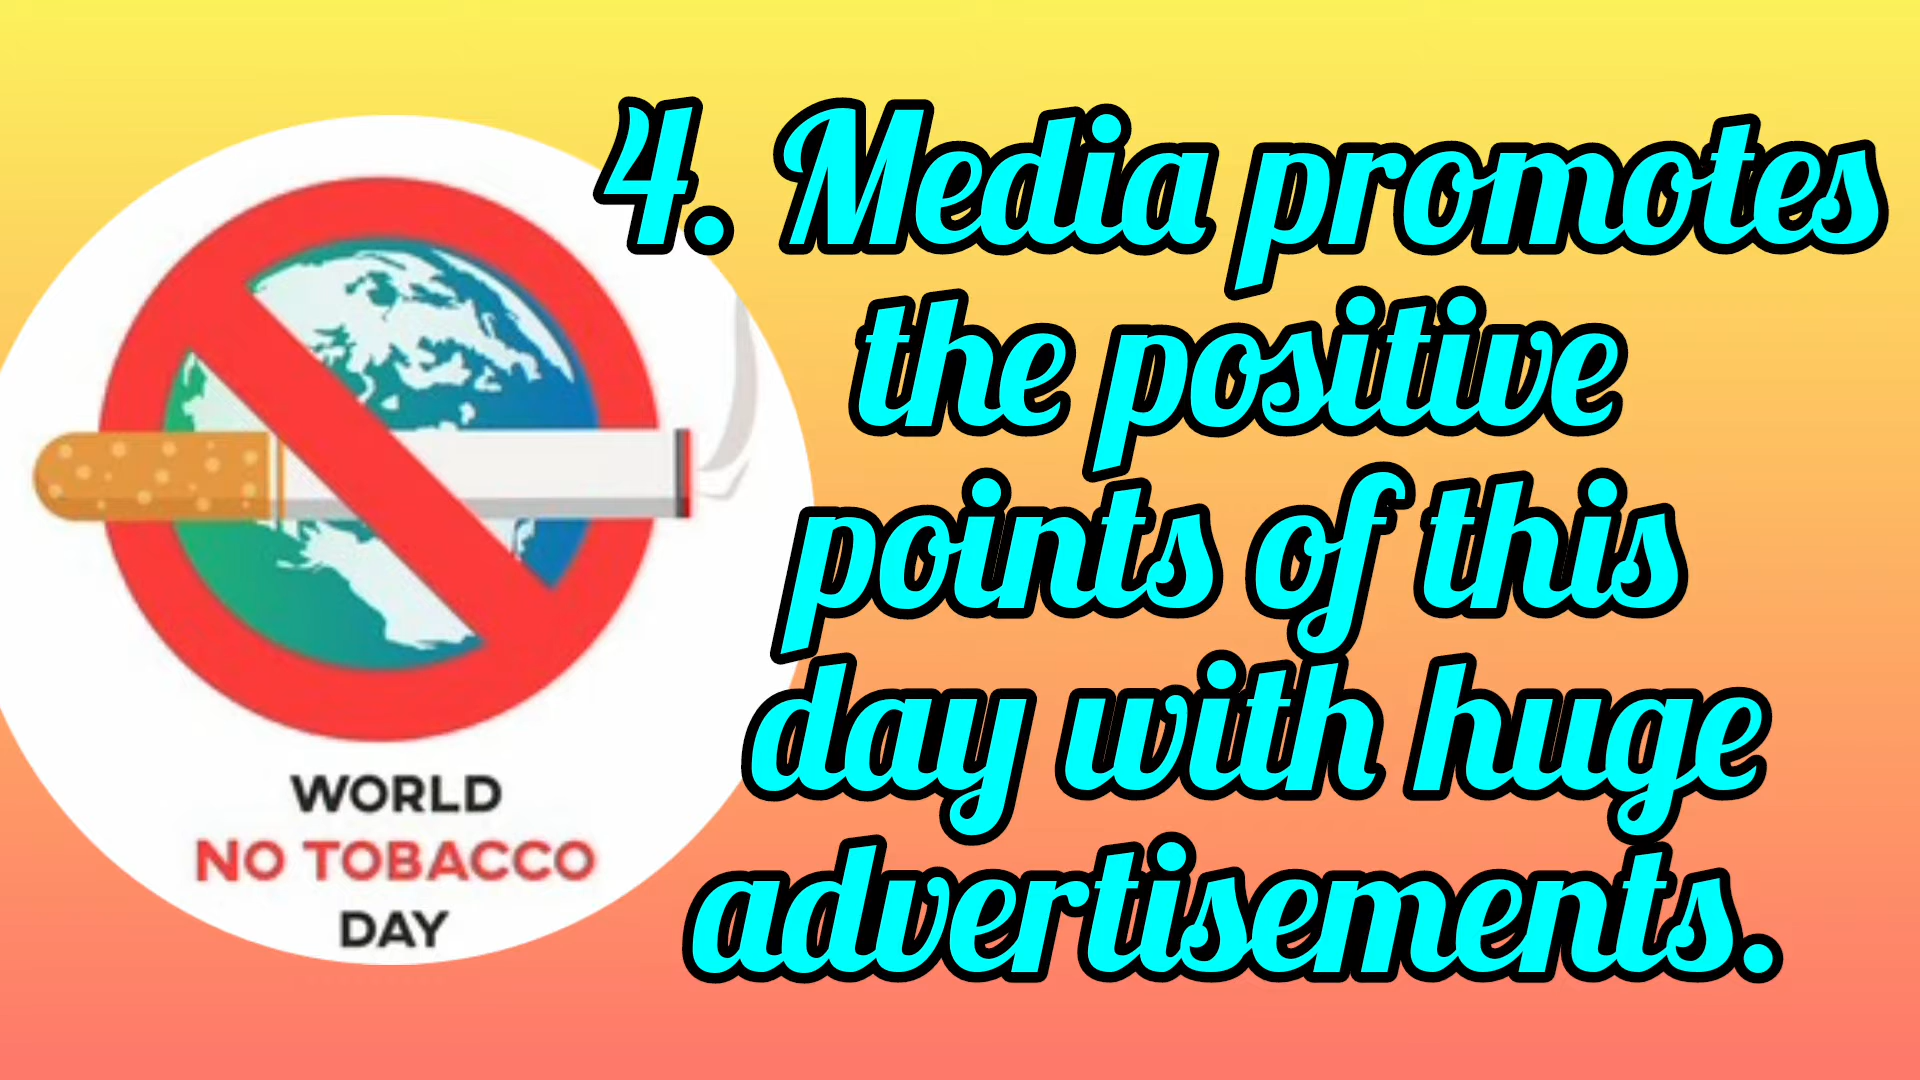 4. Media promotes
the positive
points of this
day with huge
advertisements.
WORLD
NO TOBACCO
DAY